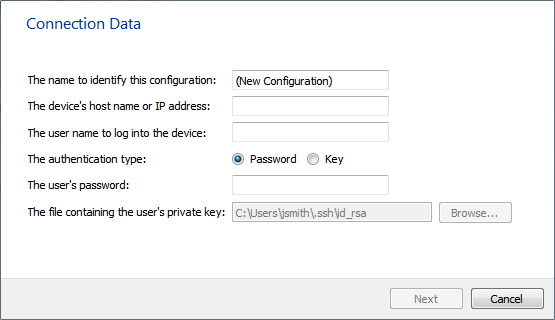 Connection Data
The name to identify this configuration: (New Configuration)
The device's host name or IP address:
The user name to log into the device:
The authentication type: Password Key
The user's password:
The file containing the user's private key: C:\Users\jsmith\.ssh\id_rsa Browse...
Next Cancel